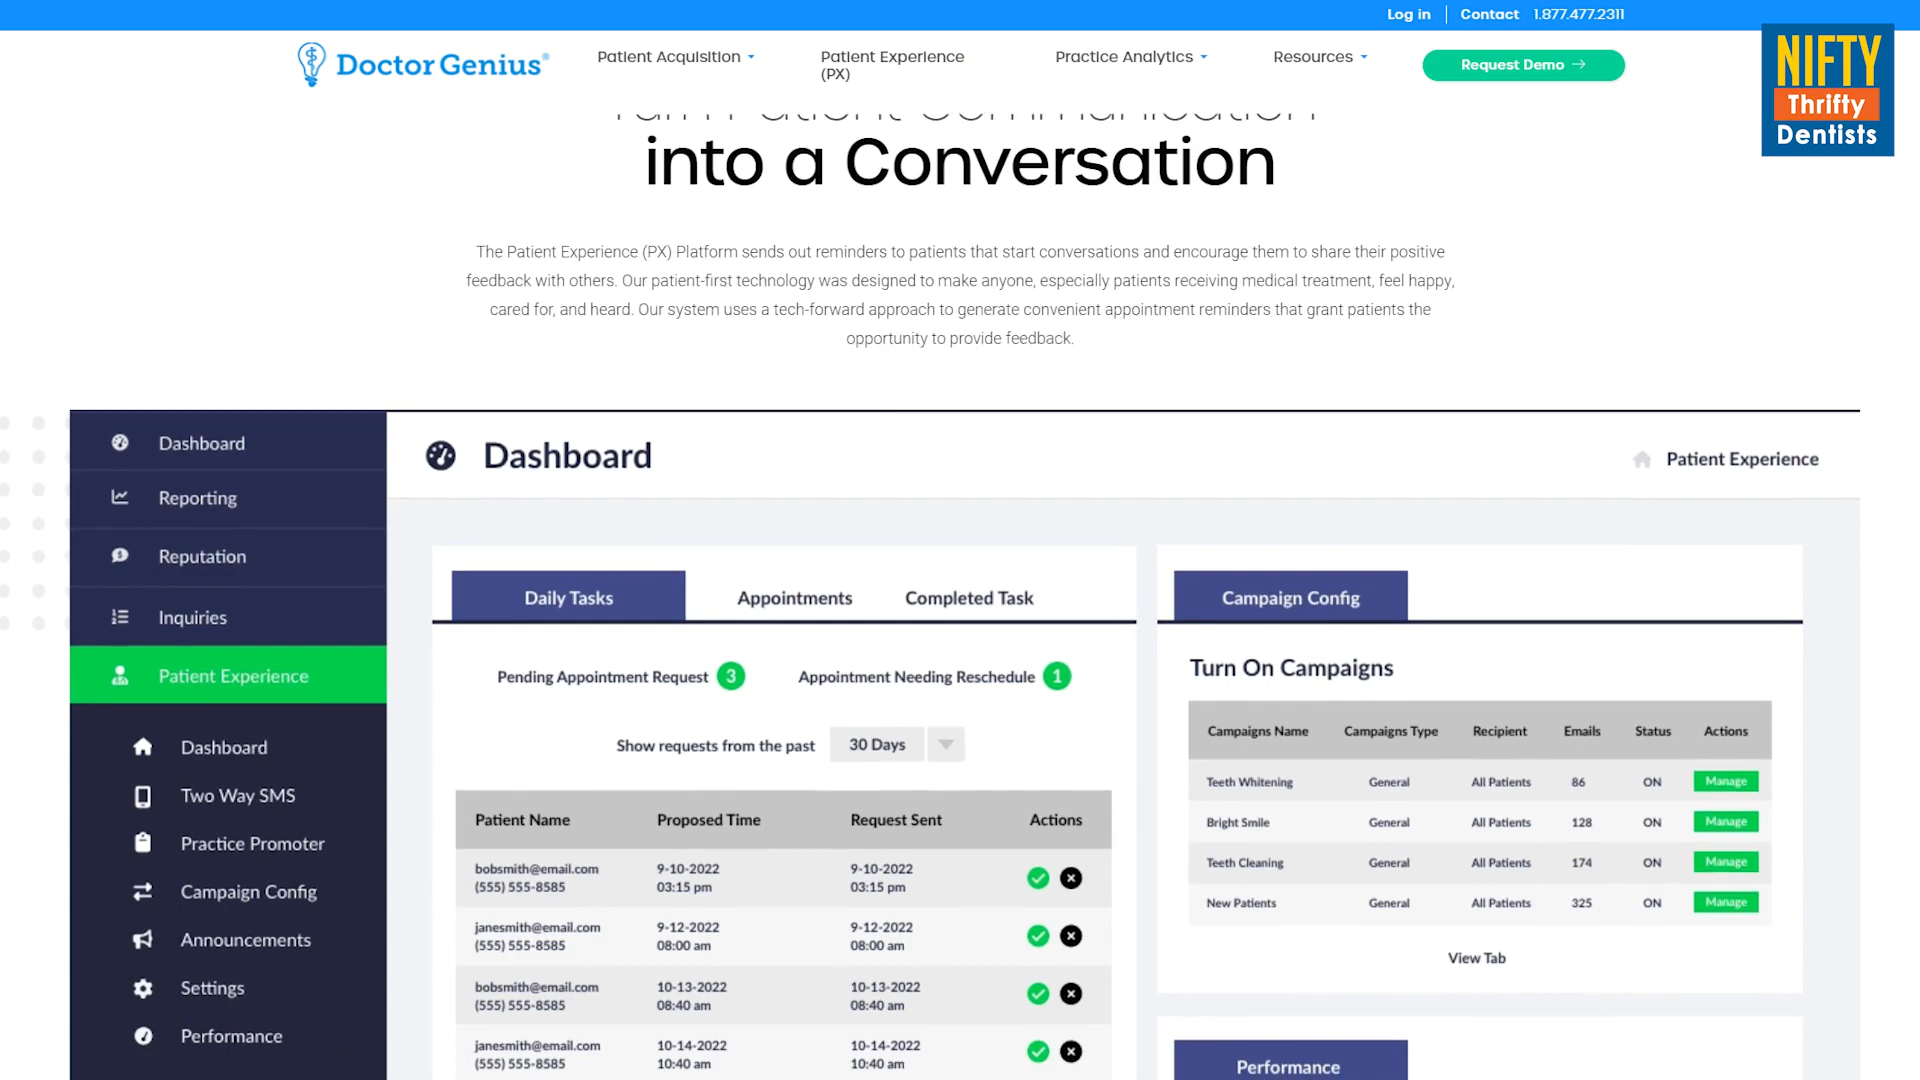 Log in
Contact
1.877.477.2311
Doctor Genius®
Patient Acquisition
Patient Experience
(PX)
Practice Analytics
Resources
Request Demo →
NIFTY
Thrifty
Dentists
into a Conversation
The Patient Experience (PX) Platform sends out reminders to patients that start conversations and encourage them to share their positive
feedback with others. Our patient-first technology was designed to make anyone, especially patients receiving medical treatment, feel happy,
cared for, and heard. Our system uses a tech-forward approach to generate convenient appointment reminders that grant patients the
opportunity to provide feedback.
Dashboard
Reporting
Reputation
Inquiries
Patient Experience
Dashboard
Two Way SMS
Practice Promoter
Campaign Config
Announcements
Settings
Performance
Dashboard
Patient Experience
Daily Tasks
Appointments
Completed Task
Pending Appointment Request 3
Appointment Needing Reschedule 1
Show requests from the past 30 Days
Patient Name Proposed Time Request Sent Actions
bobsmith@email.com 9-10-2022 9-10-2022
(555) 555-8585 03:15 pm 03:15 pm
janesmith@email.com 9-12-2022 9-12-2022
(555) 555-8585 08:00 am 08:00 am
bobsmith@email.com 10-13-2022 10-13-2022
(555) 555-8585 08:40 am 08:40 am
janesmith@email.com 10-14-2022 10-14-2022
(555) 555-8585 10:40 am 10:40 am
Campaign Config
Turn On Campaigns
Campaigns Name Campaigns Type Recipient Emails Status Actions
Teeth Whitening General All Patients 86 ON Manage
Bright Smile General All Patients 128 ON Manage
Teeth Cleaning General All Patients 174 ON Manage
New Patients General All Patients 325 ON Manage
View Tab
Performance